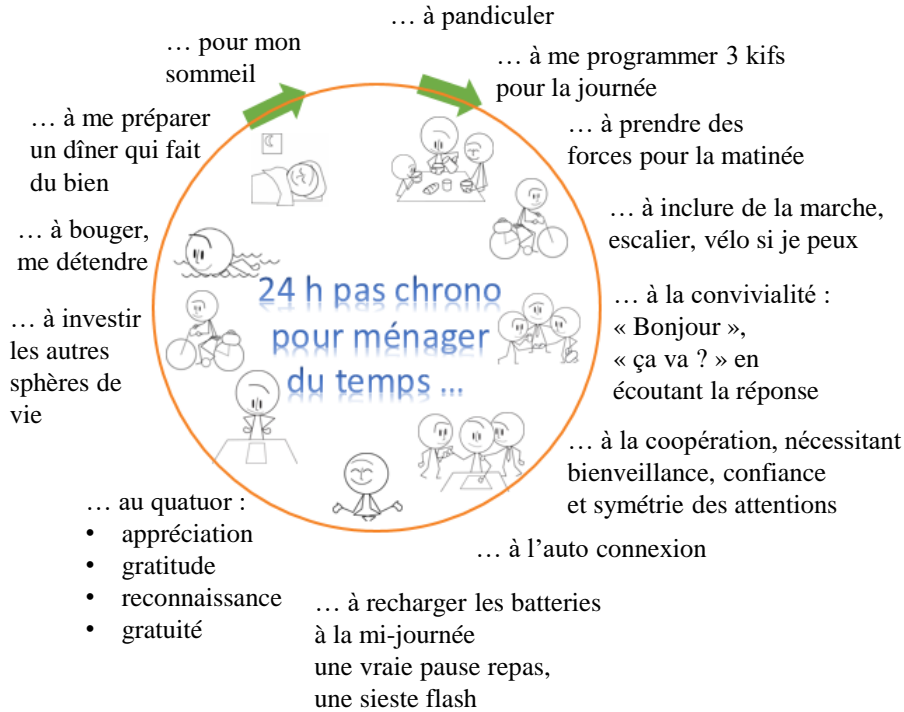 … à pandiculer
… à me programmer 3 kifs
pour la journée
… à prendre des
forces pour la matinée
… à inclure de la marche,
escalier, vélo si je peux
… à la convivialité :
« Bonjour »,
« ça va ? » en
écoutant la réponse
… à la coopération, nécessitant
bienveillance, confiance
et symétrie des attentions
… à l’auto connexion
… à recharger les batteries
à la mi-journée
une vraie pause repas,
une sieste flash
… au quatuor :
• appréciation
• gratitude
• reconnaissance
• gratuité
… à investir
les autres
sphères de
vie
… à bouger,
me détendre
… à me préparer
un dîner qui fait
du bien
… pour mon
sommeil
24 h pas chrono
pour ménager
du temps …